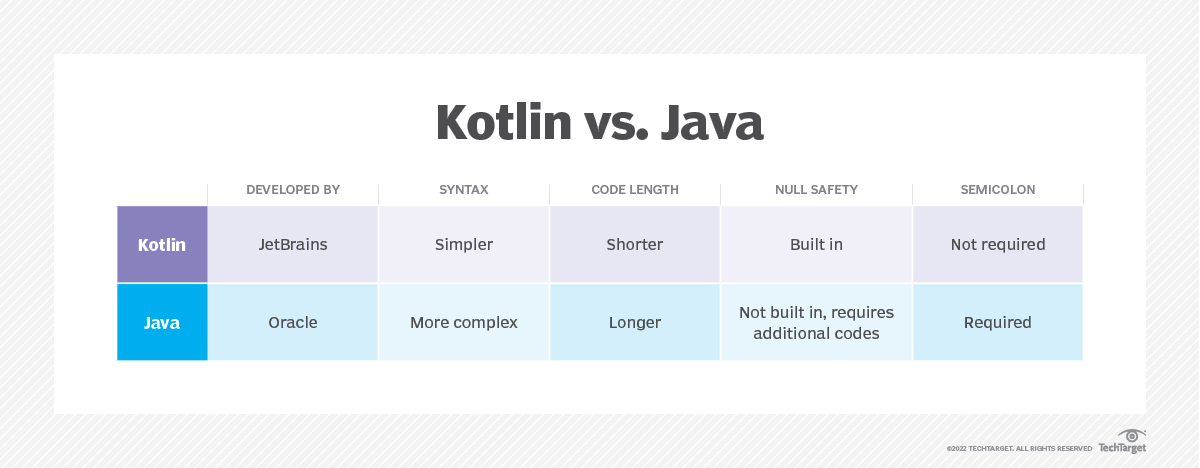 Kotlin vs. Java
DEVELOPED BY
SYNTAX
CODE LENGTH
NULL SAFETY
SEMICOLON
Kotlin
JetBrains
Simpler
Shorter
Built in
Not required
Java
Oracle
More complex
Longer
Not built in, requires
additional codes
Required
©2022 TECHTARGET. ALL RIGHTS RESERVED
TechTarget